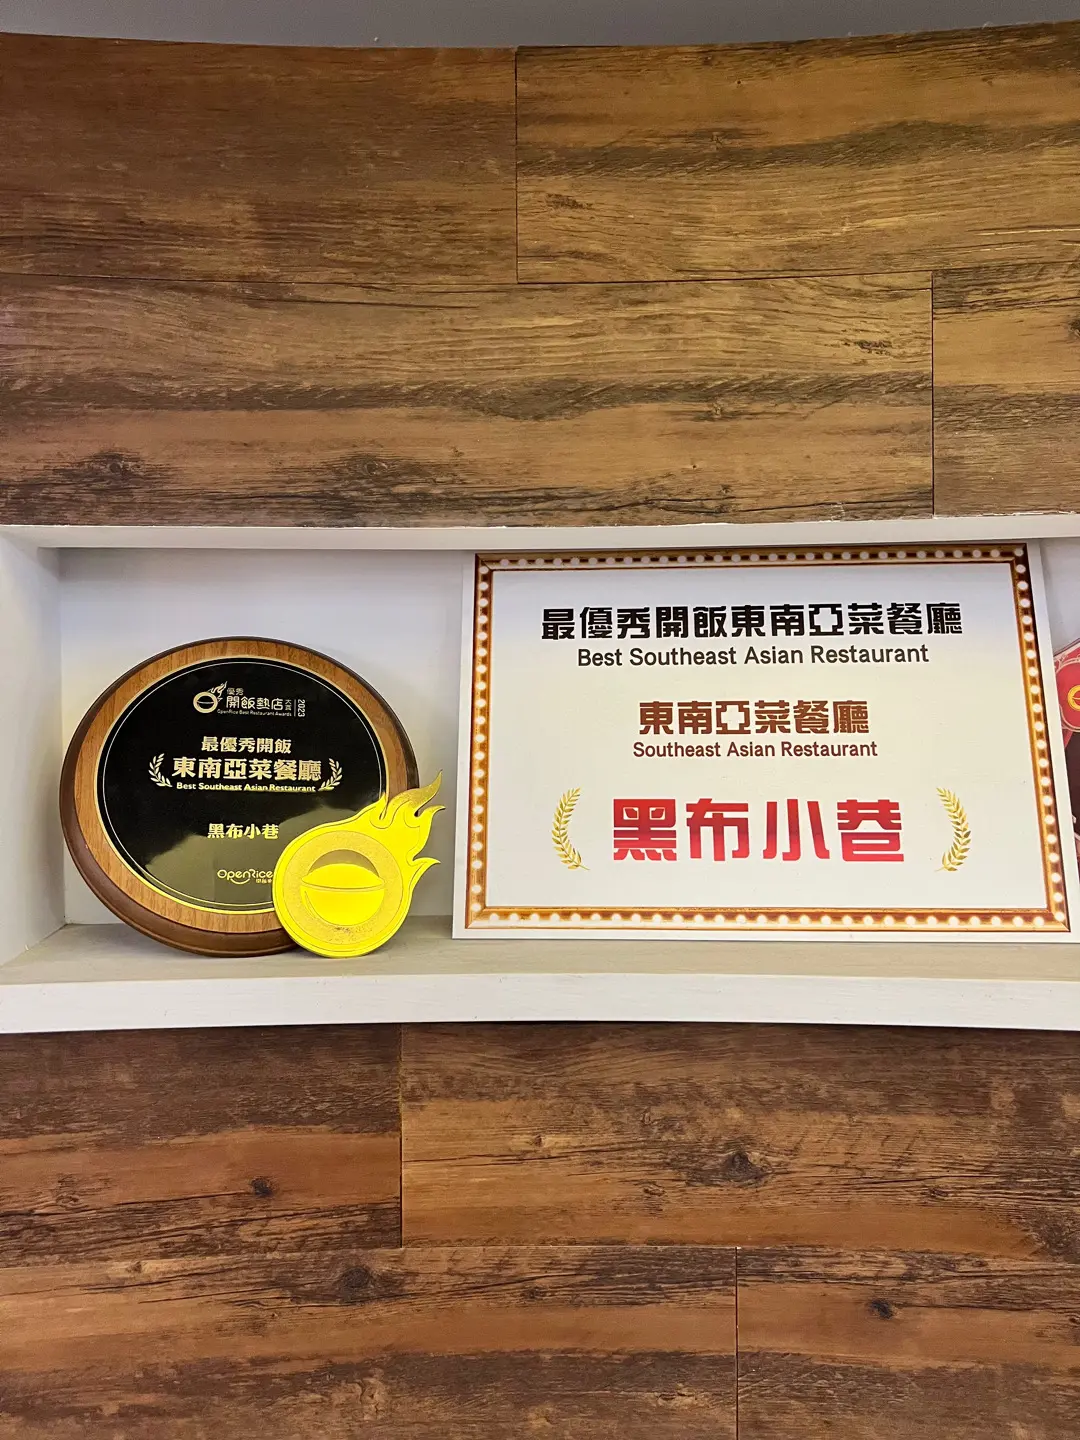 優秀
開飯熱店
大賞
2023
OpenRice Best Restaurant Awards
最優秀開飯
東南亞菜餐廳
Best Southeast Asian Restaurant
黑布小巷
OpenRice
開飯喇
最優秀開飯東南亞菜餐廳
Best Southeast Asian Restaurant
東南亞菜餐廳
Southeast Asian Restaurant
黑布小巷